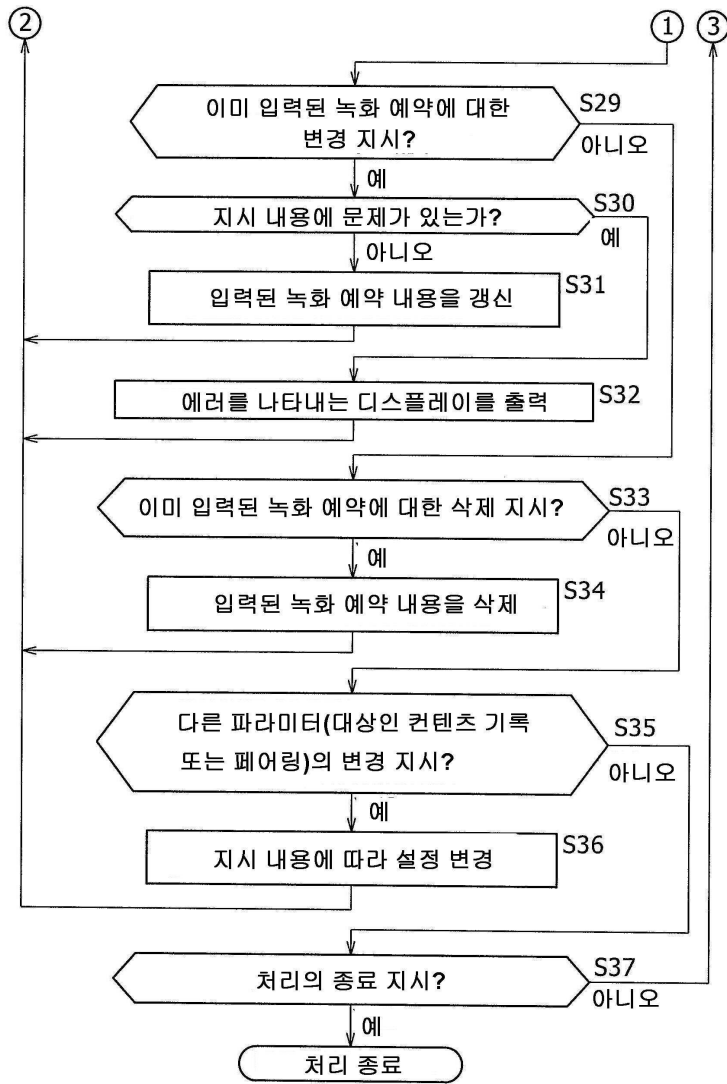 ②
①
③
이미 입력된 녹화 예약에 대한
변경 지시?
S29
아니오
예
지시 내용에 문제가 있는가?
S30
예
아니오
입력된 녹화 예약 내용을 갱신
S31
에러를 나타내는 디스플레이를 출력
S32
이미 입력된 녹화 예약에 대한 삭제 지시?
S33
아니오
예
입력된 녹화 예약 내용을 삭제
S34
다른 파라미터(대상인 컨텐츠 기록
또는 페어링)의 변경 지시?
S35
아니오
예
지시 내용에 따라 설정 변경
S36
처리의 종료 지시?
S37
아니오
예
처리 종료